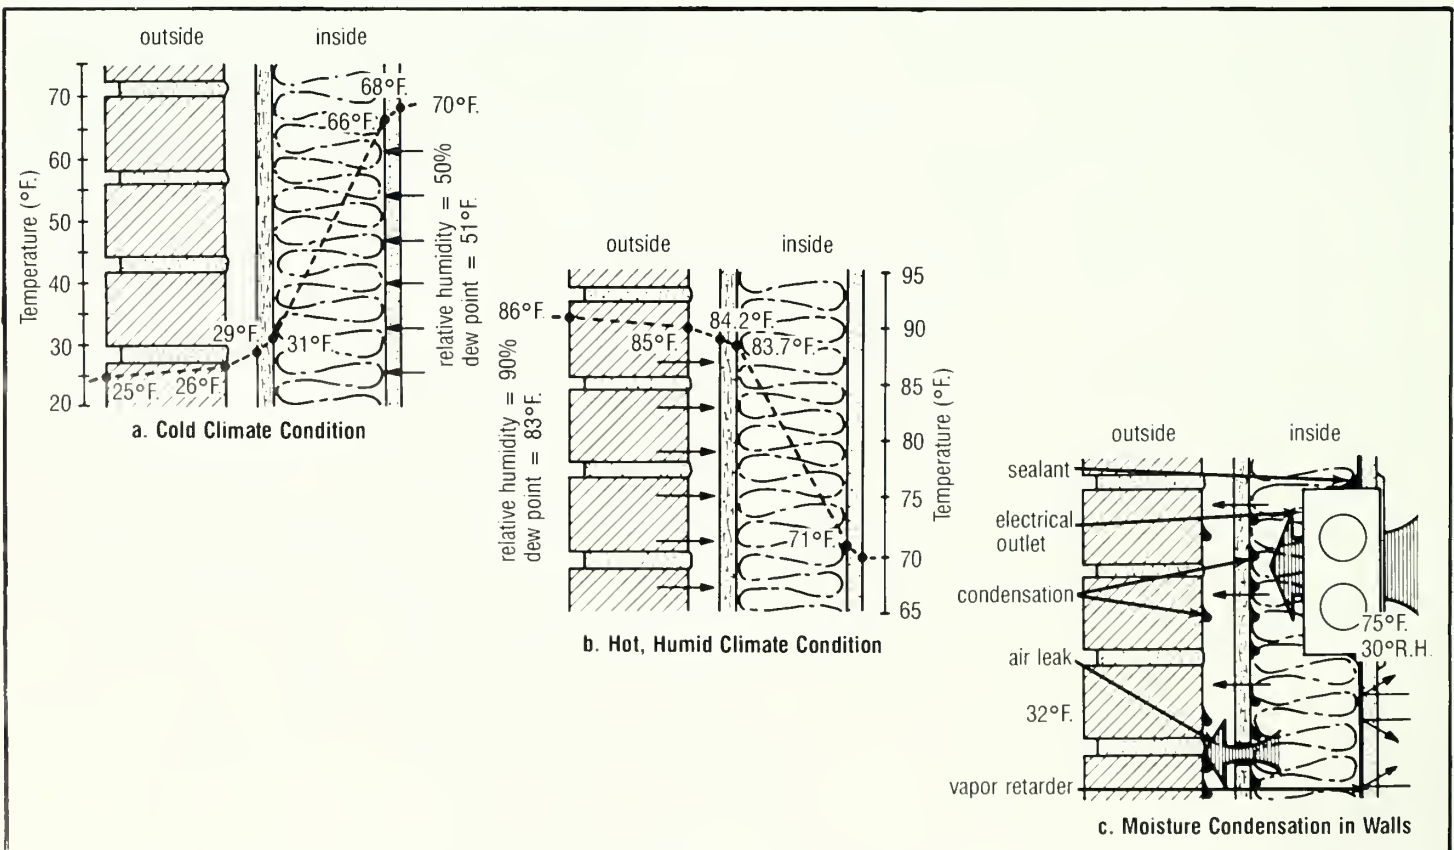 outside
inside
70
60
50
40
30
20
Temperature (°F.)
68°F.
70°F.
66°F.
29°F.
31°F.
25°F.
26°F.
relative humidity = 50%
dew point = 51°F.
a. Cold Climate Condition
outside
inside
86°F.
84.2°F.
85°F.
83.7°F.
71°F.
relative humidity = 90%
dew point = 83°F.
95
90
85
80
75
70
65
Temperature (°F.)
b. Hot, Humid Climate Condition
outside
inside
sealant
electrical
outlet
condensation
air leak
32°F.
vapor retarder
75°F.
30°R.H.
c. Moisture Condensation in Walls